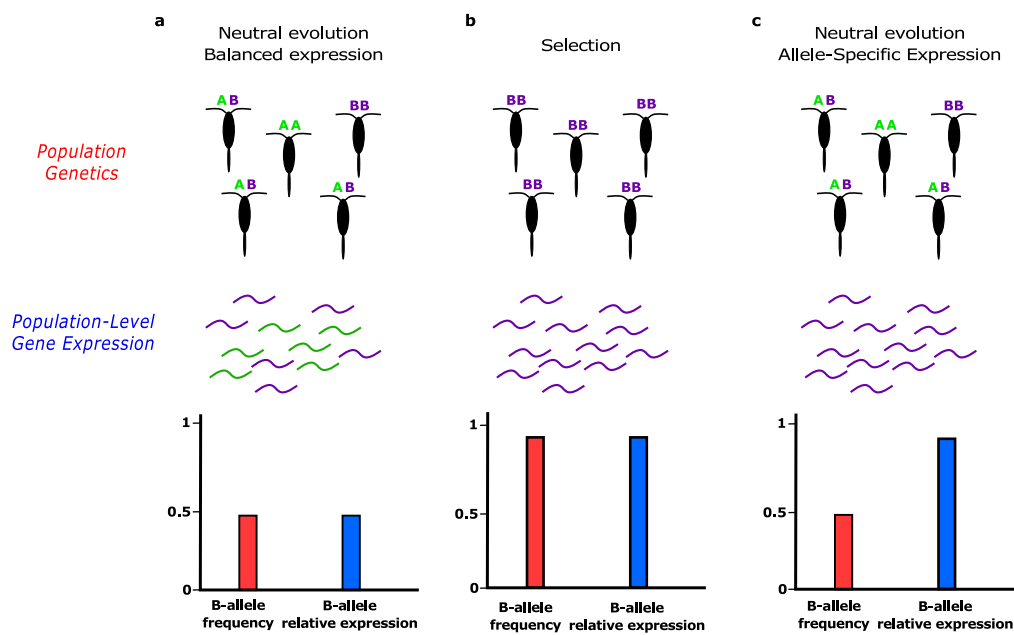 a
Neutral evolution
Balanced expression
b
Selection
c
Neutral evolution
Allele-Specific Expression
Population
Genetics
AB
AA
BB
AB
AB
BB
BB
BB
BB
BB
AB
AA
BB
AB
AB
Population-Level
Gene Expression
1
0.5
0
B-allele
frequency
B-allele
relative expression
1
0.5
0
B-allele
frequency
B-allele
relative expression
1
0.5
0
B-allele
frequency
B-allele
relative expression